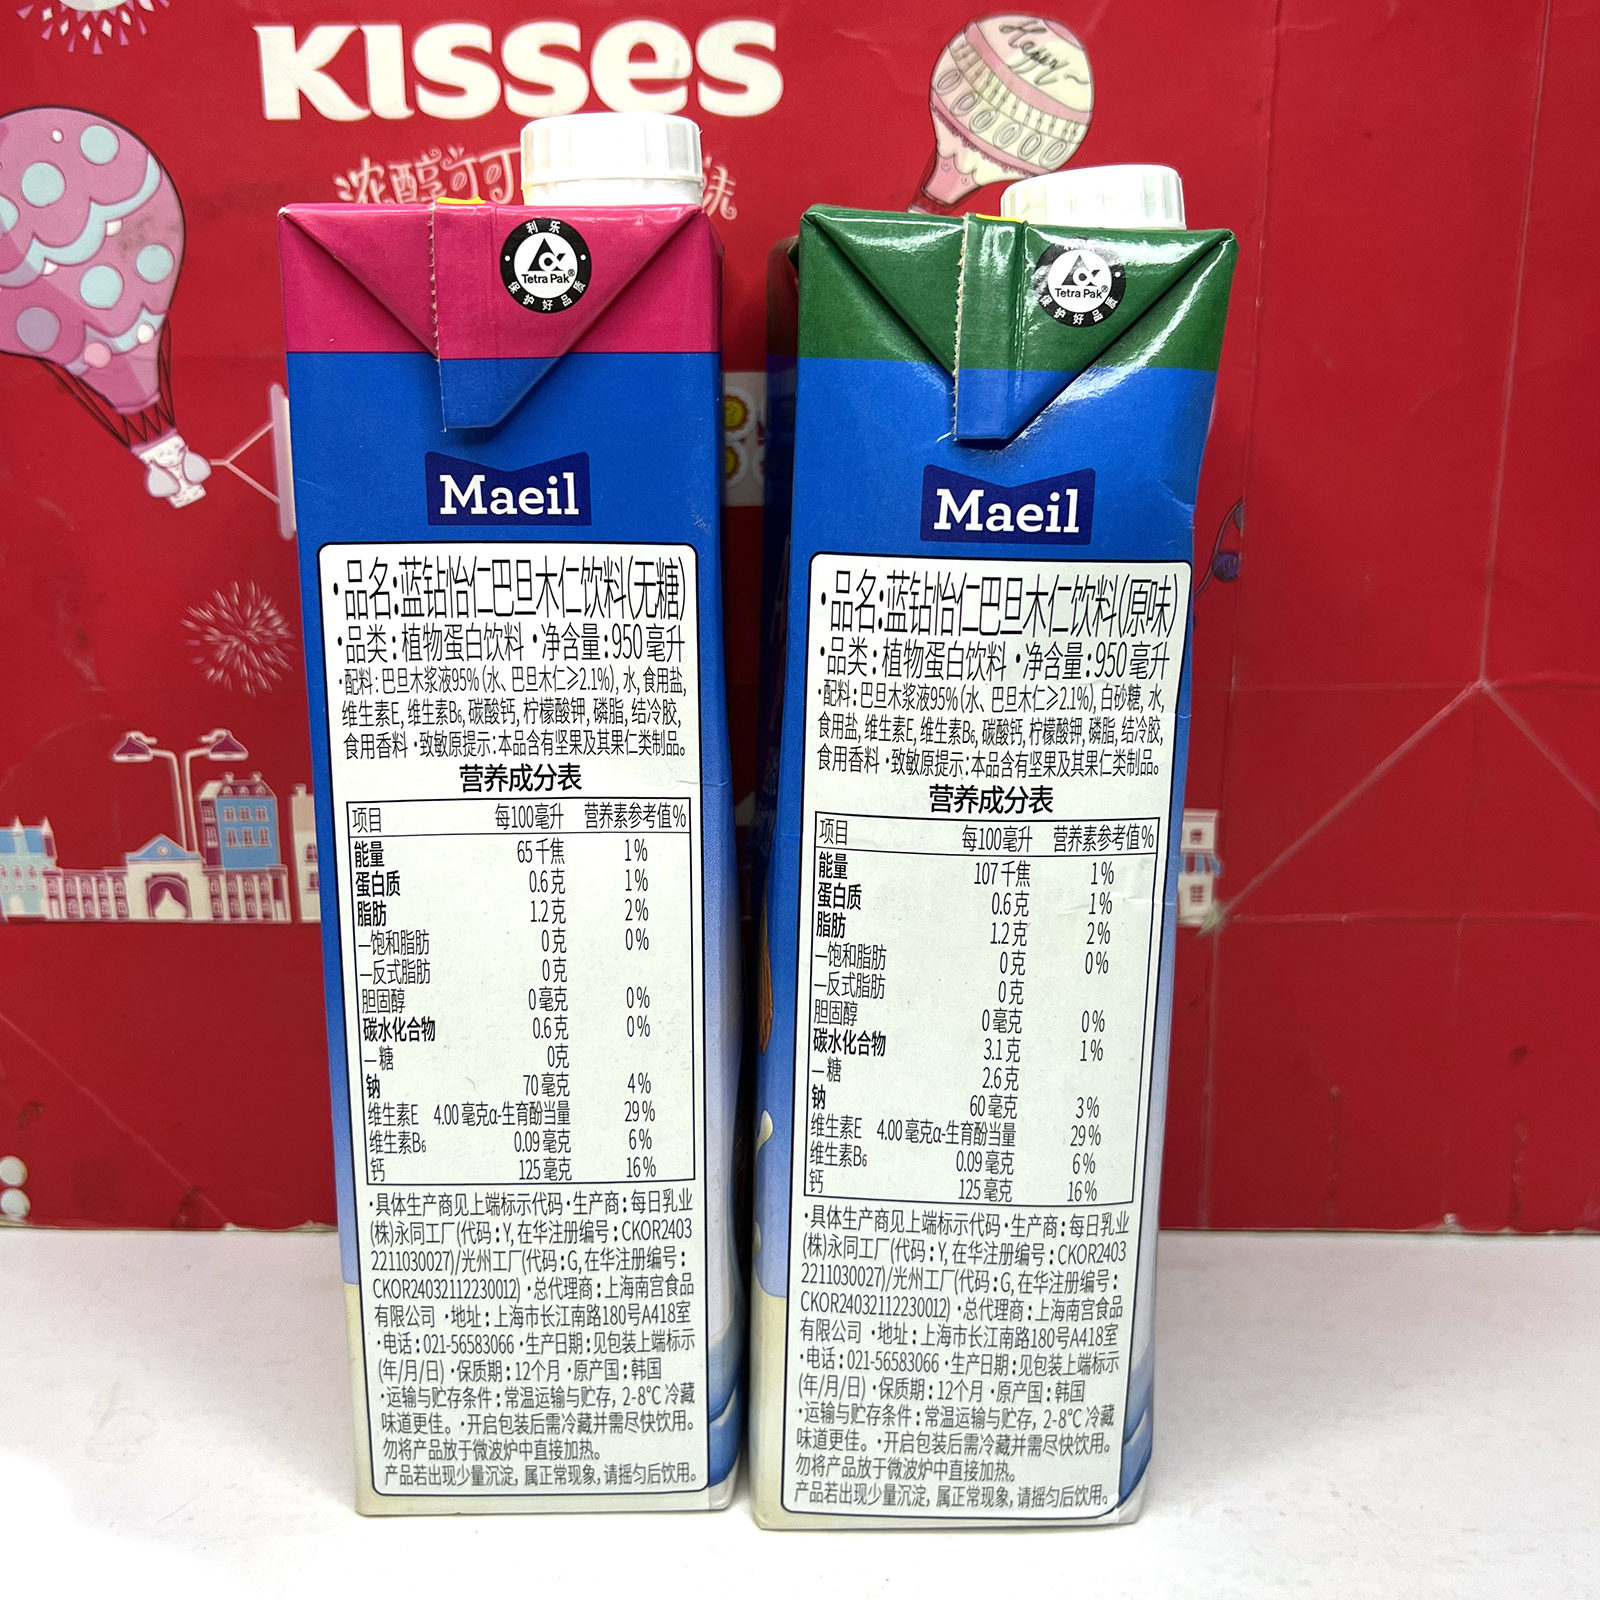 KISSES
浓醇可可
味
Happy
利乐
Tetra Pak®
保护好品质
Maeil
·品名:蓝钻怡仁巴旦木仁饮料(无糖)
·品类:植物蛋白饮料 ·净含量:950毫升
·配料:巴旦木浆液95%(水、巴旦木仁≥2.1%), 水, 食用盐,
维生素E, 维生素B₆, 碳酸钙, 柠檬酸钾, 磷脂, 结冷胶,
食用香料 ·致敏原提示:本品含有坚果及其果仁类制品。
营养成分表
项目 每100毫升 营养素参考值%
能量 65千焦 1%
蛋白质 0.6克 1%
脂肪 1.2克 2%
—饱和脂肪 0克 0%
—反式脂肪 0克
胆固醇 0毫克 0%
碳水化合物 0.6克 0%
—糖 0克
钠 70毫克 4%
维生素E 4.00毫克α-生育酚当量 29%
维生素B₆ 0.09毫克 6%
钙 125毫克 16%
·具体生产商见上端标示代码·生产商:每日乳业
(株)永同工厂(代码:Y, 在华注册编号:CKOR2403
2211030027)/光州工厂(代码:G, 在华注册编号:
CKOR24032112230012) ·总代理商:上海南宫食品
有限公司 ·地址:上海市长江南路180号A418室
·电话:021-56583066 ·生产日期:见包装上端标示
(年/月/日) ·保质期:12个月 ·原产国:韩国
·运输与贮存条件:常温运输与贮存, 2-8°C 冷藏
味道更佳。·开启包装后需冷藏并需尽快饮用。
勿将产品放于微波炉中直接加热。
产品若出现少量沉淀, 属正常现象, 请摇匀后饮用。
Tetra Pak®
保护好品质
Maeil
·品名:蓝钻怡仁巴旦木仁饮料(原味)
·品类:植物蛋白饮料 ·净含量:950毫升
·配料:巴旦木浆液95%(水、巴旦木仁≥2.1%), 白砂糖, 水,
食用盐, 维生素E, 维生素B₆, 碳酸钙, 柠檬酸钾, 磷脂, 结冷胶,
食用香料 ·致敏原提示:本品含有坚果及其果仁类制品。
营养成分表
项目 每100毫升 营养素参考值%
能量 107千焦 1%
蛋白质 0.6克 1%
脂肪 1.2克 2%
—饱和脂肪 0克 0%
—反式脂肪 0克
胆固醇 0毫克 0%
碳水化合物 3.1克 1%
—糖 2.6克
钠 60毫克 3%
维生素E 4.00毫克α-生育酚当量 29%
维生素B₆ 0.09毫克 6%
钙 125毫克 16%
·具体生产商见上端标示代码·生产商:每日乳业
(株)永同工厂(代码:Y, 在华注册编号:CKOR2403
2211030027)/光州工厂(代码:G, 在华注册编号:
CKOR24032112230012) ·总代理商:上海南宫食品
有限公司 ·地址:上海市长江南路180号A418室
·电话:021-56583066 ·生产日期:见包装上端标示
(年/月/日) ·保质期:12个月 ·原产国:韩国
·运输与贮存条件:常温运输与贮存, 2-8°C 冷藏
味道更佳。·开启包装后需冷藏并需尽快饮用。
勿将产品放于微波炉中直接加热。
产品若出现少量沉淀, 属正常现象, 请摇匀后饮用。